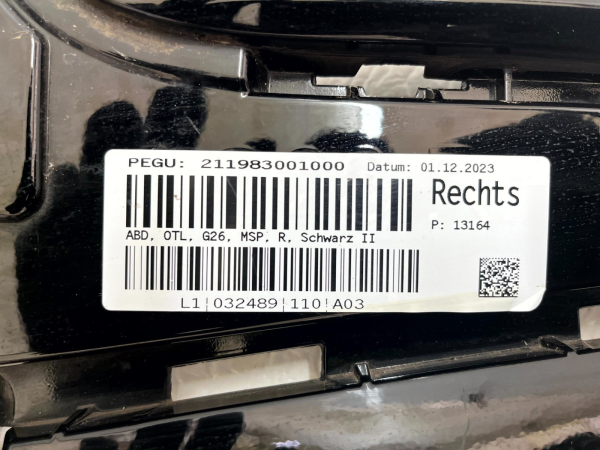 PEGU: 211983001000 Datum: 01.12.2023
Rechts
P: 13164
ABD, OTL, G26, MSP, R, Schwarz II
L1|032489|110|A03